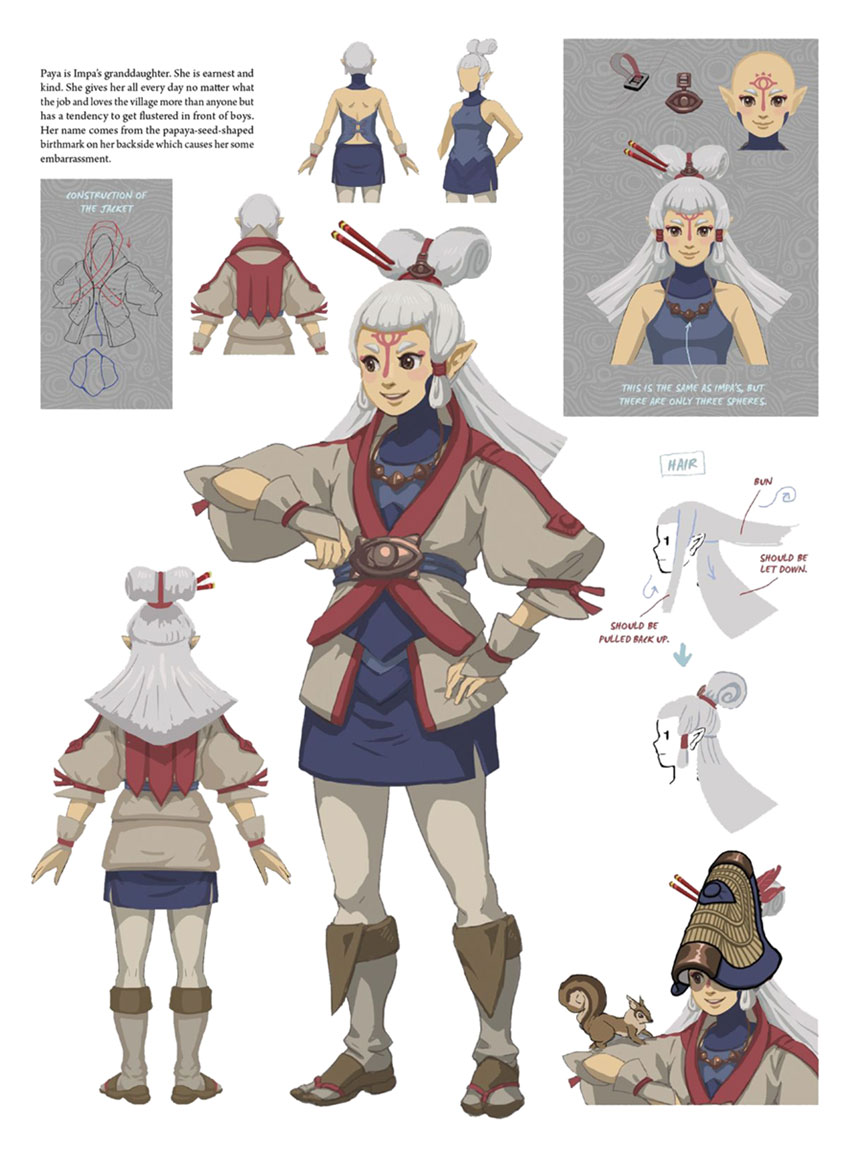 Paya is Impa's granddaughter. She is earnest and
kind. She gives her all every day no matter what
the job and loves the village more than anyone but
has a tendency to get flustered in front of boys.
Her name comes from the papaya-seed-shaped
birthmark on her backside which causes her some
embarrassment.
CONSTRUCTION OF
THE JACKET
THIS IS THE SAME AS IMPA'S, BUT
THERE ARE ONLY THREE SPHERES.
HAIR
BUN
SHOULD BE
LET DOWN.
SHOULD BE
PULLED BACK UP.